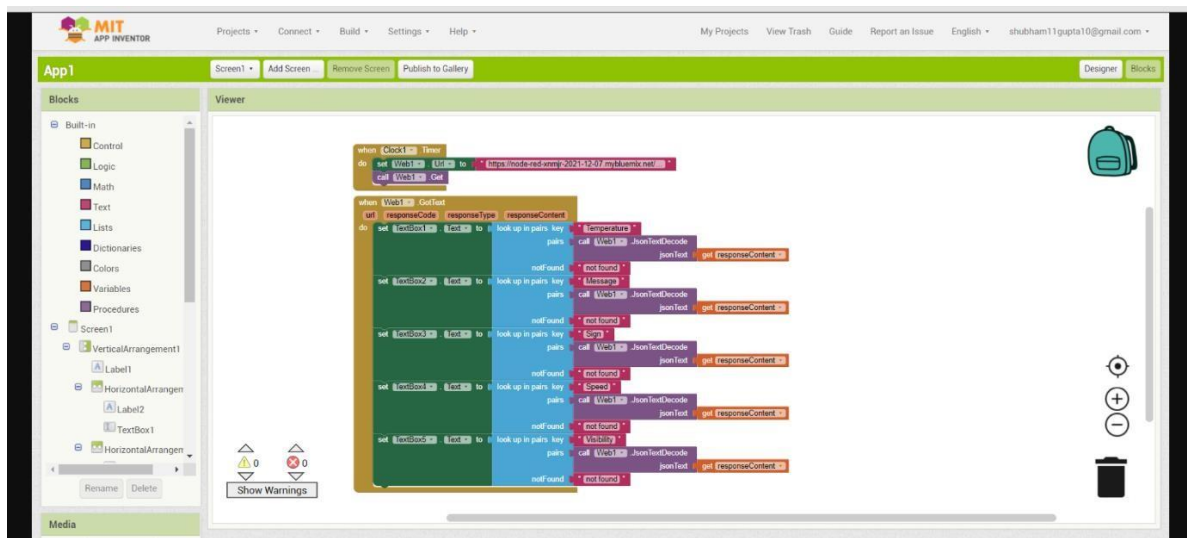 MIT
APP INVENTOR
Projects Connect Build Settings Help My Projects View Trash Guide Report an Issue English shubham11gupta10@gmail.com
App1 Screen1 Add Screen ... Remove Screen Publish to Gallery Designer Blocks
Blocks Viewer
Built-in
Control
Logic
Math
Text
Lists
Dictionaries
Colors
Variables
Procedures
Screen1
VerticalArrangement1
Label1
HorizontalArrangen
Label2
TextBox1
HorizontalArrangen
Rename Delete
Media
when Clock1 .Timer
do set Web1 . Url to " https://node-red-xnmjr-2021-12-07.mybluemix.net/... "
call Web1 .Get
when Web1 .GotText
url responseCode responseType responseContent
do set TextBox1 . Text to look up in pairs key " Temperature "
pairs call Web1 .JsonTextDecode
jsonText get responseContent
notFound " not found "
set TextBox2 . Text to look up in pairs key " Message "
pairs call Web1 .JsonTextDecode
jsonText get responseContent
notFound " not found "
set TextBox3 . Text to look up in pairs key " Sign "
pairs call Web1 .JsonTextDecode
jsonText get responseContent
notFound " not found "
set TextBox4 . Text to look up in pairs key " Speed "
pairs call Web1 .JsonTextDecode
jsonText get responseContent
notFound " not found "
set TextBox5 . Text to look up in pairs key " Visibility "
pairs call Web1 .JsonTextDecode
jsonText get responseContent
notFound " not found "
0 0
Show Warnings